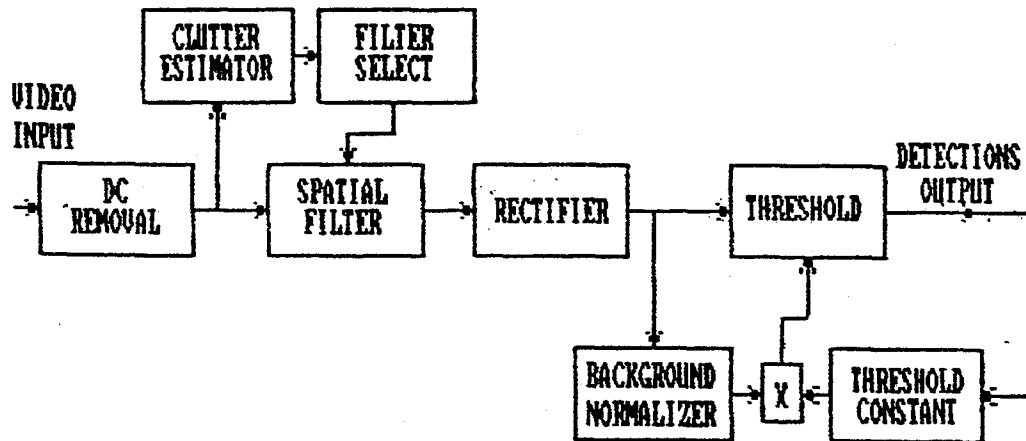 CLUTTER
ESTIMATOR
FILTER
SELECT
VIDEO
INPUT
DC
REMOVAL
SPATIAL
FILTER
RECTIFIER
THRESHOLD
DETECTIONS
OUTPUT
BACKGROUND
NORMALIZER
X
THRESHOLD
CONSTANT